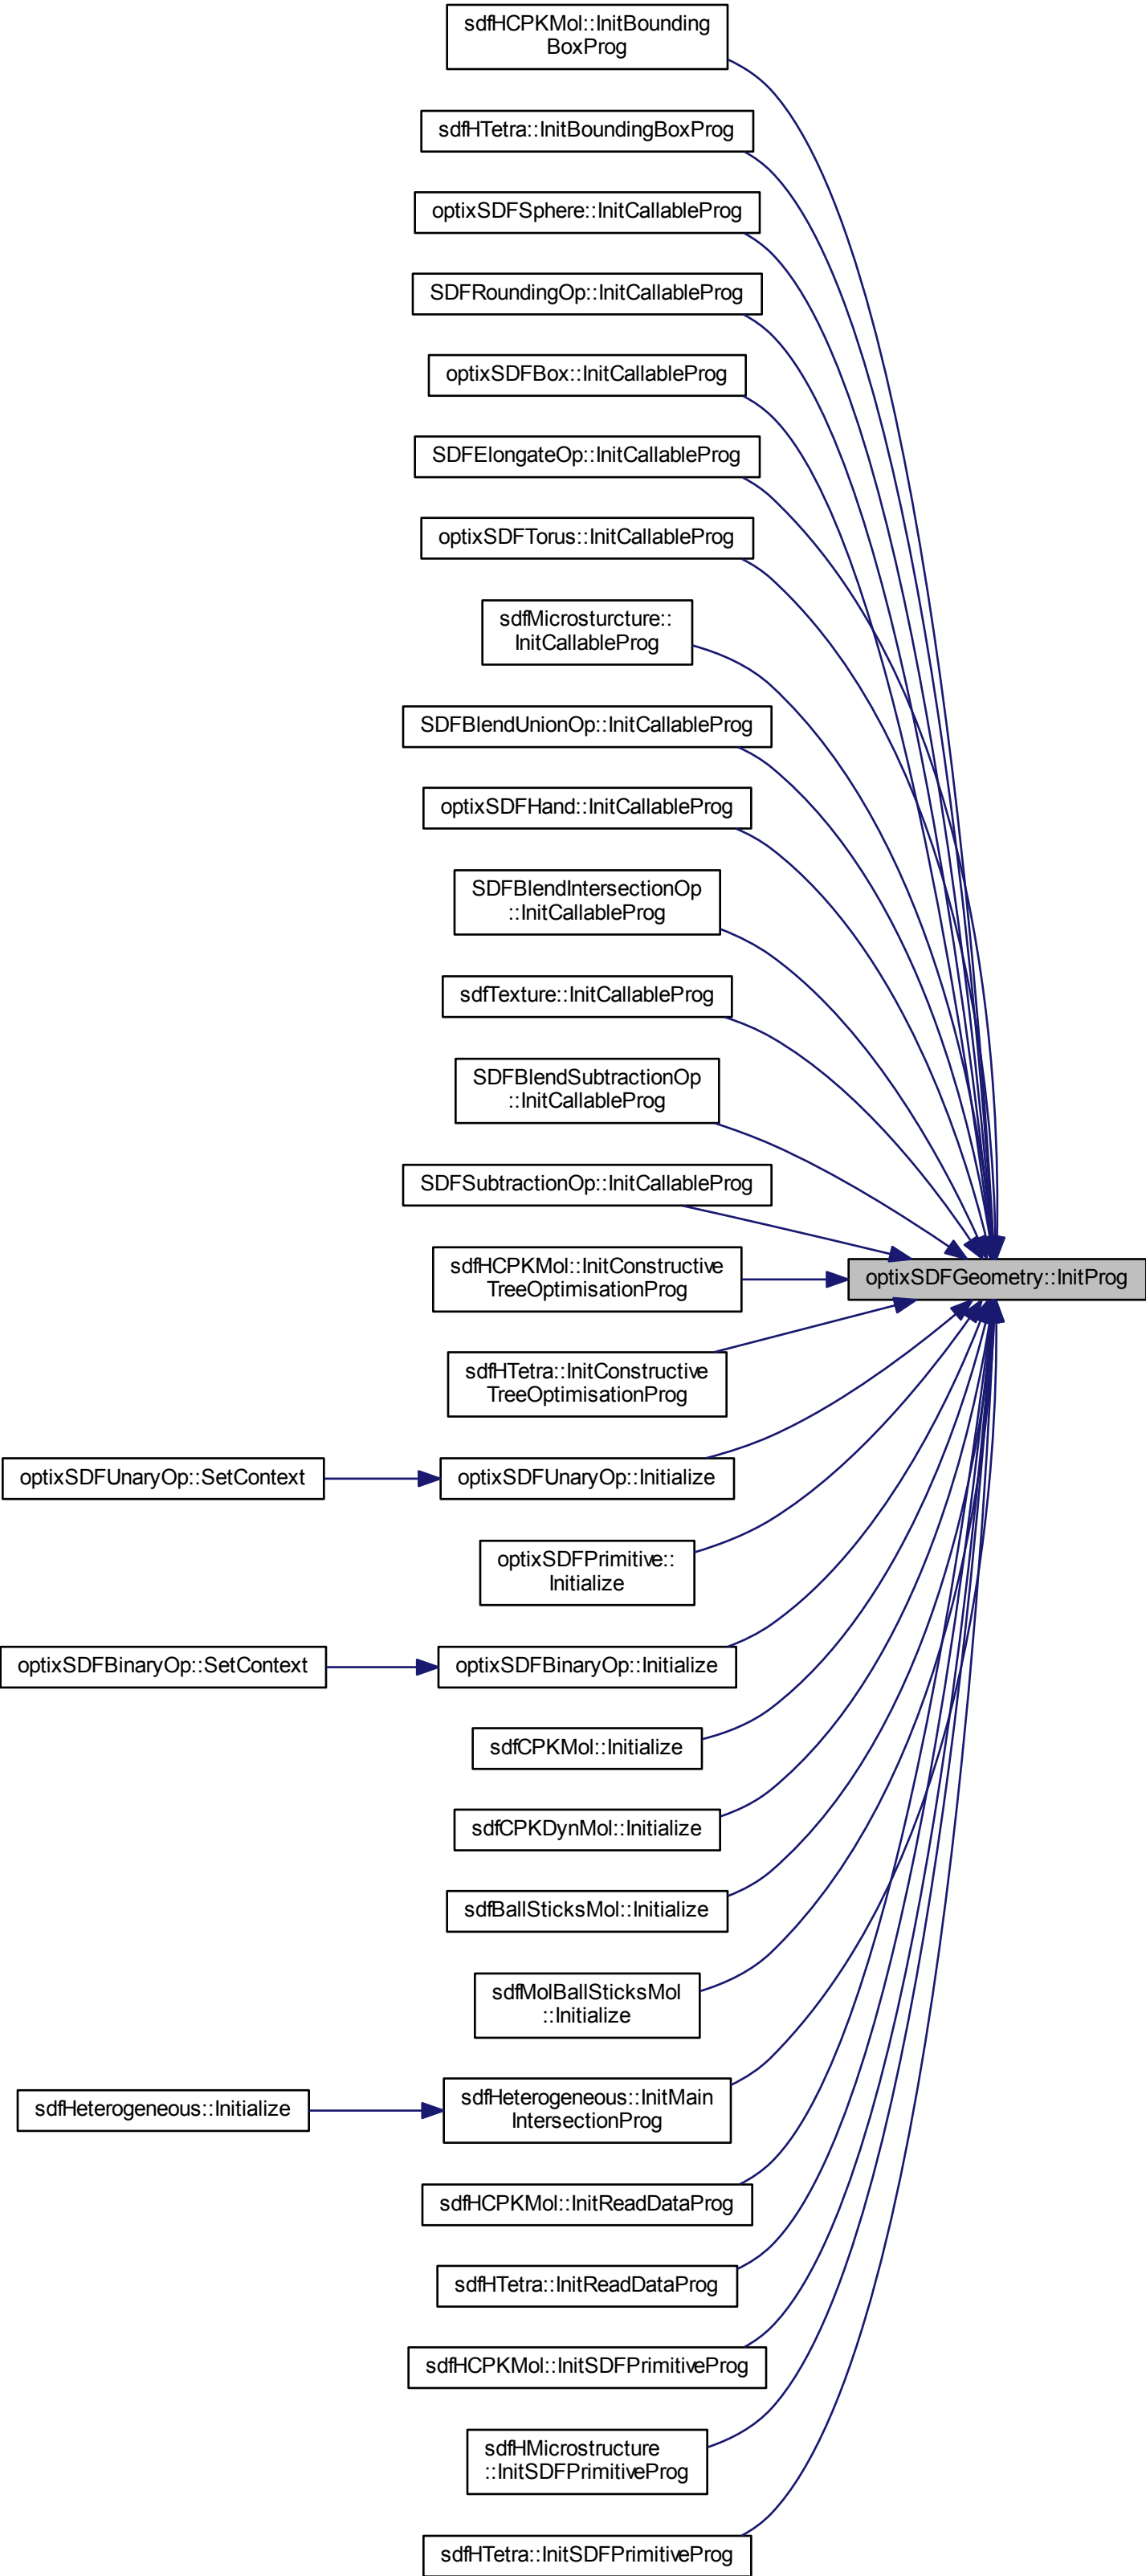 sdfHCPKMol::InitBounding
BoxProg
sdfHTetra::InitBoundingBoxProg
optixSDFSphere::InitCallableProg
SDFRoundingOp::InitCallableProg
optixSDFBox::InitCallableProg
SDFElongateOp::InitCallableProg
optixSDFTorus::InitCallableProg
sdfMicrosturcture::
InitCallableProg
SDFBlendUnionOp::InitCallableProg
optixSDFHand::InitCallableProg
SDFBlendIntersectionOp
::InitCallableProg
sdfTexture::InitCallableProg
SDFBlendSubtractionOp
::InitCallableProg
SDFSubtractionOp::InitCallableProg
sdfHCPKMol::InitConstructive
TreeOptimisationProg
optixSDFGeometry::InitProg
sdfHTetra::InitConstructive
TreeOptimisationProg
optixSDFUnaryOp::SetContext
optixSDFUnaryOp::Initialize
optixSDFPrimitive::
Initialize
optixSDFBinaryOp::SetContext
optixSDFBinaryOp::Initialize
sdfCPKMol::Initialize
sdfCPKDynMol::Initialize
sdfBallSticksMol::Initialize
sdfMolBallSticksMol
::Initialize
sdfHeterogeneous::Initialize
sdfHeterogeneous::InitMain
IntersectionProg
sdfHCPKMol::InitReadDataProg
sdfHTetra::InitReadDataProg
sdfHCPKMol::InitSDFPrimitiveProg
sdfHMicrostructure
::InitSDFPrimitiveProg
sdfHTetra::InitSDFPrimitiveProg